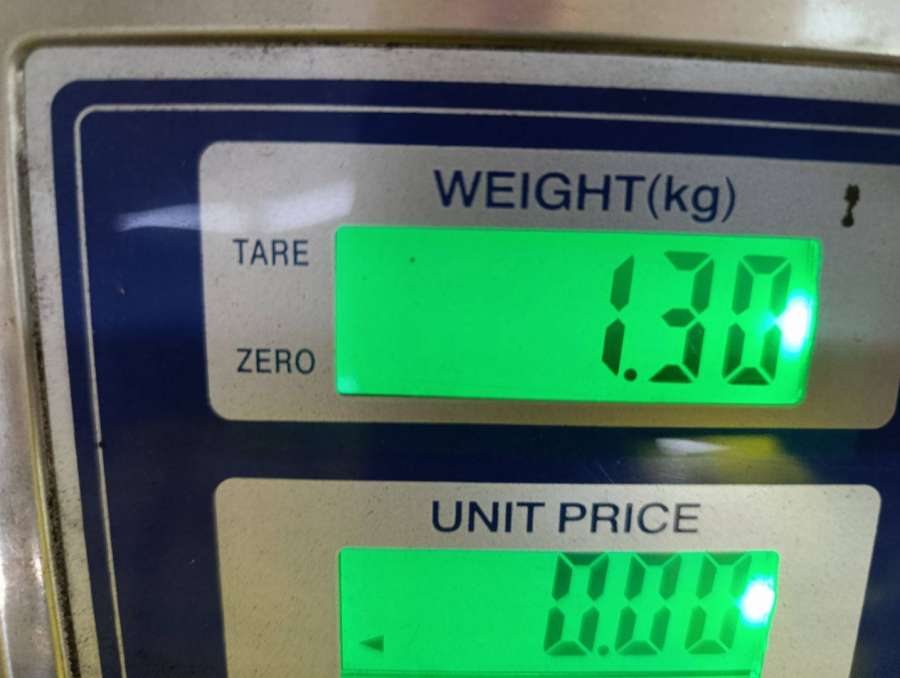 WEIGHT(kg)
TARE
1.30
ZERO
UNIT PRICE
0.00